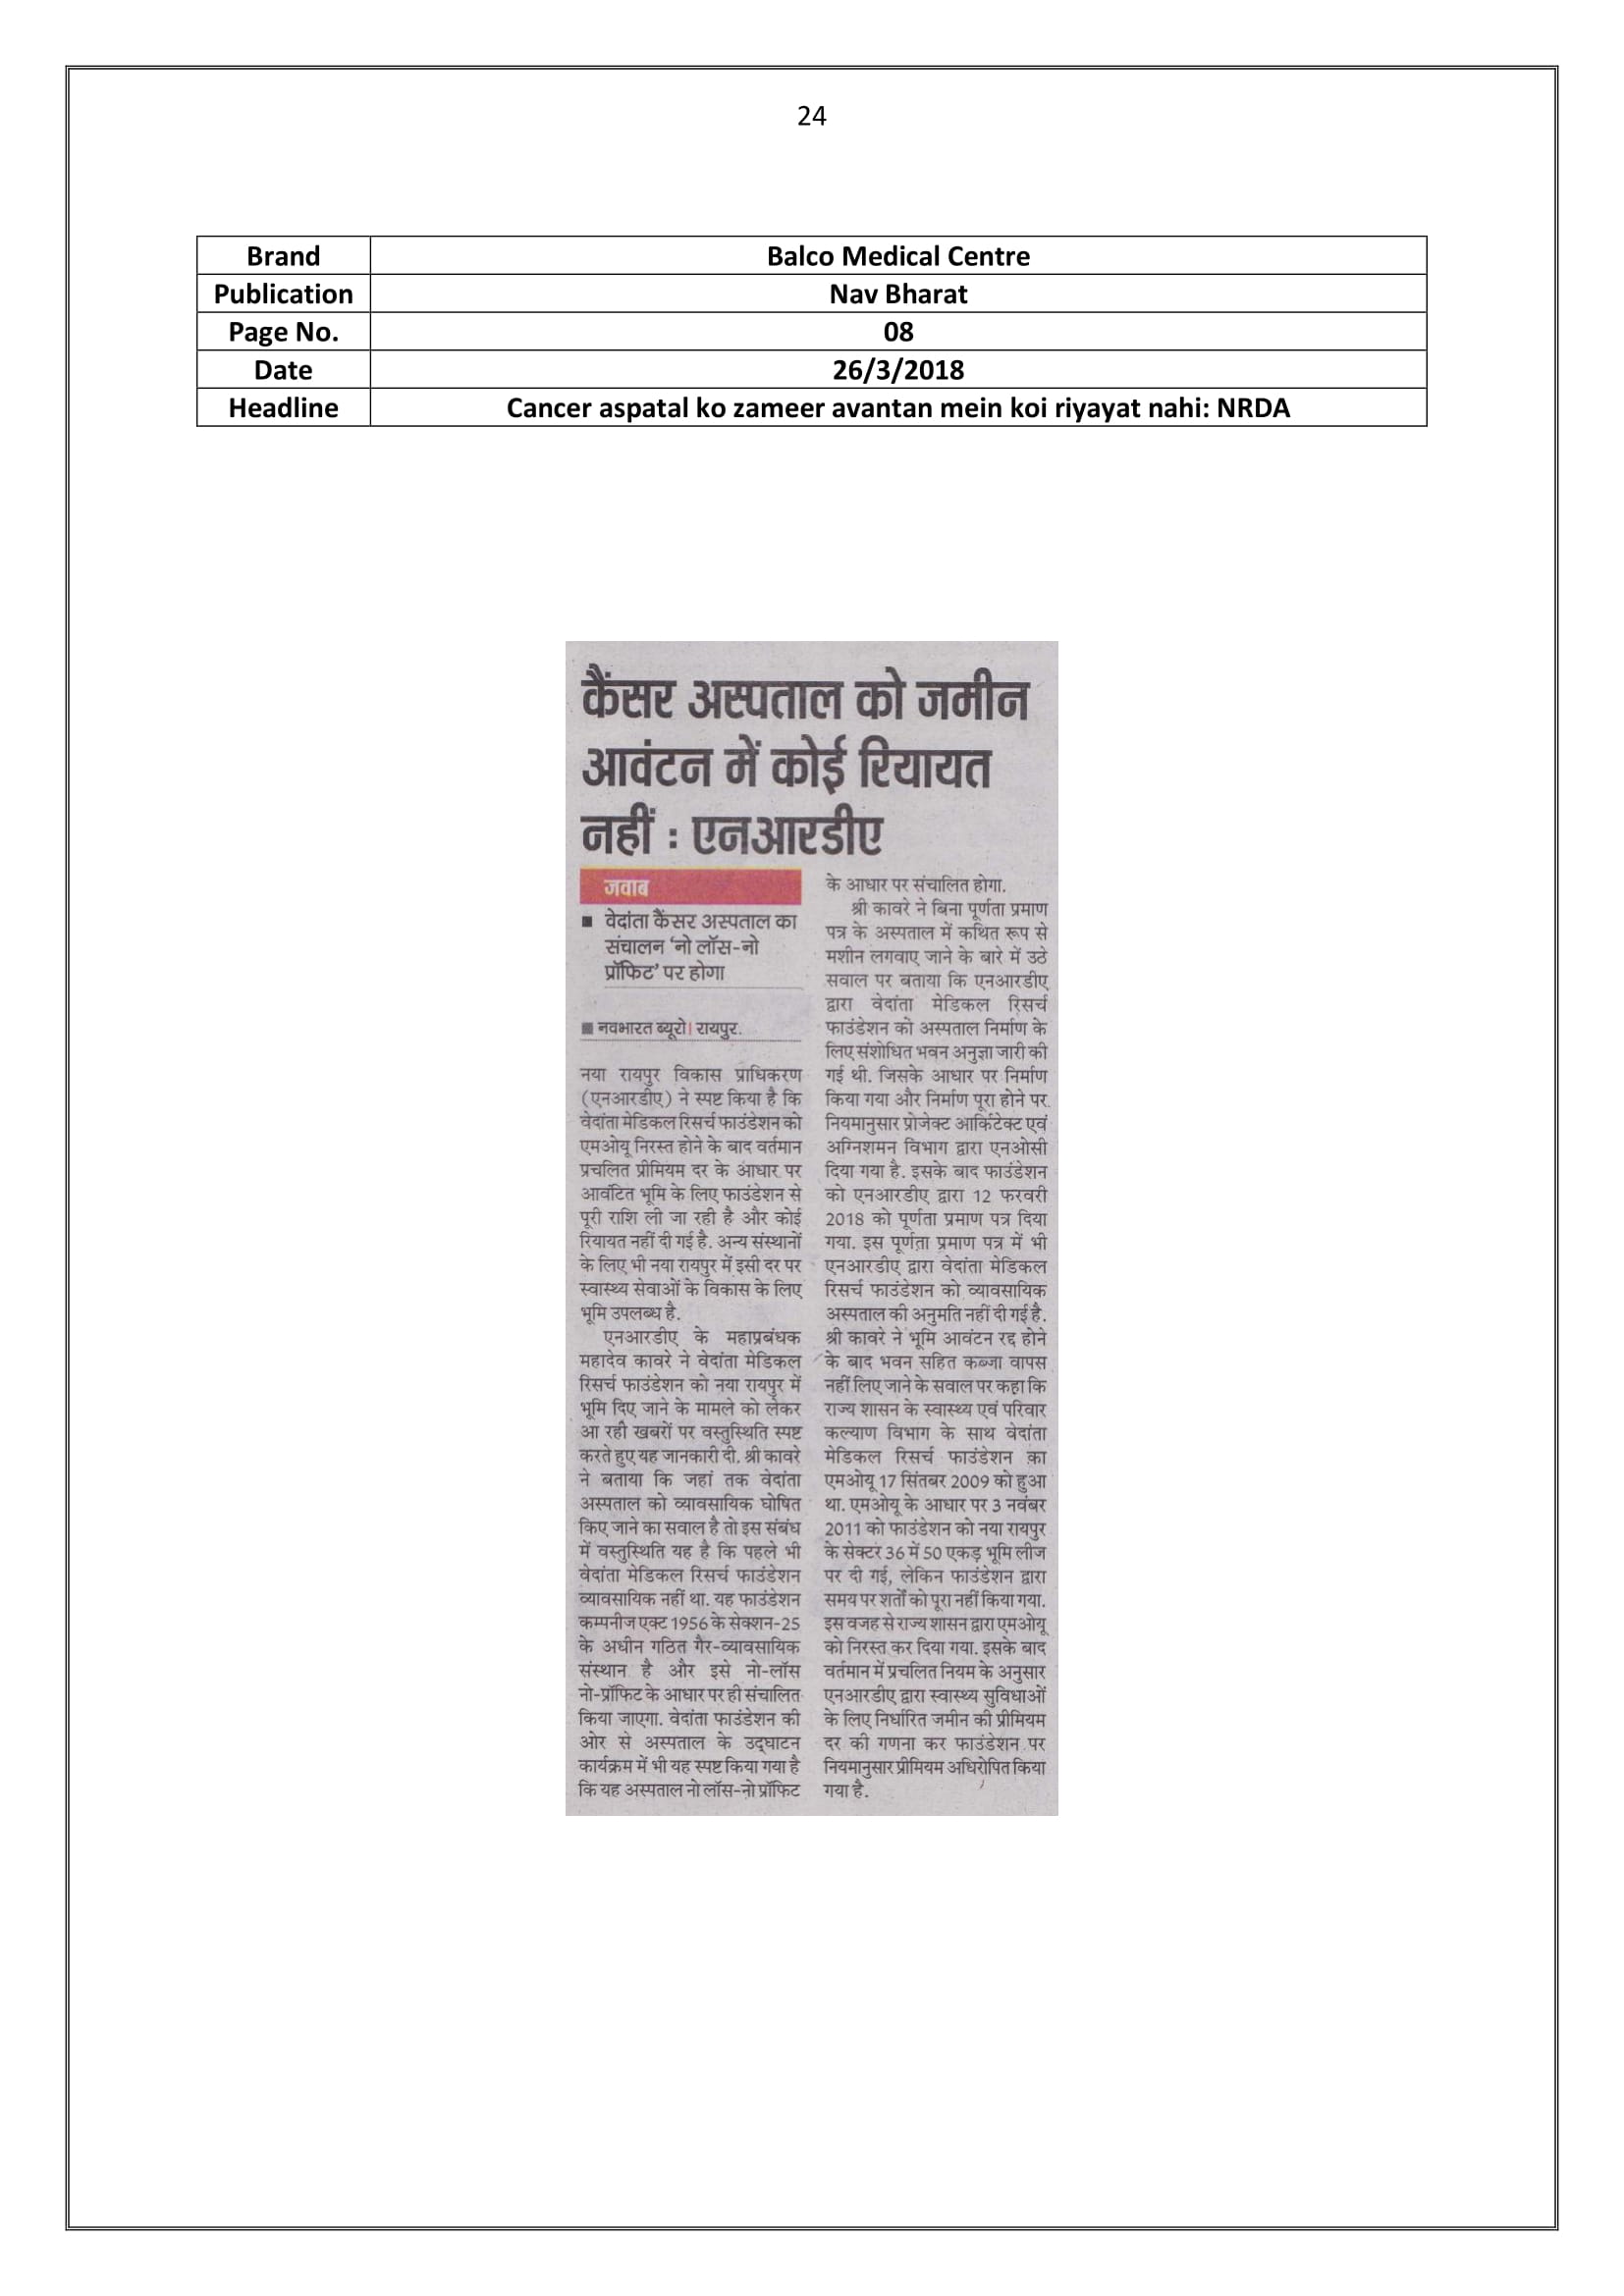 24
Brand
Balco Medical Centre
Publication
Nav Bharat
Page No.
08
Date
26/3/2018
Headline
Cancer aspatal ko zameer avantan mein koi riyayat nahi: NRDA
कैंसर अस्पताल को जमीन
आवंटन में कोई रियायत
नहीं : एनआरडीए
जवाब
■ वेदांता कैंसर अस्पताल का
संचालन 'नो लॉस-नो
प्रॉफिट' पर होगा
■ नवभारत ब्यूरो। रायपुर.
नया रायपुर विकास प्राधिकरण
(एनआरडीए) ने स्पष्ट किया है कि
वेदांता मेडिकल रिसर्च फाउंडेशन को
एमओयू निरस्त होने के बाद वर्तमान
प्रचलित प्रीमियम दर के आधार पर
आवंटित भूमि के लिए फाउंडेशन से
पूरी राशि ली जा रही है और कोई
रियायत नहीं दी गई है. अन्य संस्थानों
के लिए भी नया रायपुर में इसी दर पर
स्वास्थ्य सेवाओं के विकास के लिए
भूमि उपलब्ध है.
एनआरडीए के महाप्रबंधक
महादेव कावरे ने वेदांता मेडिकल
रिसर्च फाउंडेशन को नया रायपुर में
भूमि दिए जाने के मामले को लेकर
आ रही खबरों पर वस्तुस्थिति स्पष्ट
करते हुए यह जानकारी दी. श्री कावरे
ने बताया कि जहां तक वेदांता
अस्पताल को व्यावसायिक घोषित
किए जाने का सवाल है तो इस संबंध
में वस्तुस्थिति यह है कि पहले भी
वेदांता मेडिकल रिसर्च फाउंडेशन
व्यावसायिक नहीं था. यह फाउंडेशन
कम्पनीज एक्ट 1956 के सेक्शन-25
के अधीन गठित गैर-व्यावसायिक
संस्थान है और इसे नो-लॉस
नो-प्रॉफिट के आधार पर ही संचालित
किया जाएगा. वेदांता फाउंडेशन की
ओर से अस्पताल के उद्घाटन
कार्यक्रम में भी यह स्पष्ट किया गया है
कि यह अस्पताल नो लॉस-नो प्रॉफिट
के आधार पर संचालित होगा.
श्री कावरे ने बिना पूर्णता प्रमाण
पत्र के अस्पताल में कथित रूप से
मशीन लगवाए जाने के बारे में उठे
सवाल पर बताया कि एनआरडीए
द्वारा वेदांता मेडिकल रिसर्च
फाउंडेशन को अस्पताल निर्माण के
लिए संशोधित भवन अनुज्ञा जारी की
गई थी. जिसके आधार पर निर्माण
किया गया और निर्माण पूरा होने पर
नियमानुसार प्रोजेक्ट आर्किटेक्ट एवं
अग्निशमन विभाग द्वारा एनओसी
दिया गया है. इसके बाद फाउंडेशन
को एनआरडीए द्वारा 12 फरवरी
2018 को पूर्णता प्रमाण पत्र दिया
गया. इस पूर्णता प्रमाण पत्र में भी
एनआरडीए द्वारा वेदांता मेडिकल
रिसर्च फाउंडेशन को व्यावसायिक
अस्पताल की अनुमति नहीं दी गई है.
श्री कावरे ने भूमि आवंटन रद्द होने
के बाद भवन सहित कब्जा वापस
नहीं लिए जाने के सवाल पर कहा कि
राज्य शासन के स्वास्थ्य एवं परिवार
कल्याण विभाग के साथ वेदांता
मेडिकल रिसर्च फाउंडेशन का
एमओयू 17 सितंबर 2009 को हुआ
था. एमओयू के आधार पर 3 नवंबर
2011 को फाउंडेशन को नया रायपुर
के सेक्टर 36 में 50 एकड़ भूमि लीज
पर दी गई, लेकिन फाउंडेशन द्वारा
समय पर शर्तों को पूरा नहीं किया गया.
इस वजह से राज्य शासन द्वारा एमओयू
को निरस्त कर दिया गया. इसके बाद
वर्तमान में प्रचलित नियम के अनुसार
एनआरडीए द्वारा स्वास्थ्य सुविधाओं
के लिए निर्धारित जमीन की प्रीमियम
दर की गणना कर फाउंडेशन पर
नियमानुसार प्रीमियम अधिरोपित किया
गया है.